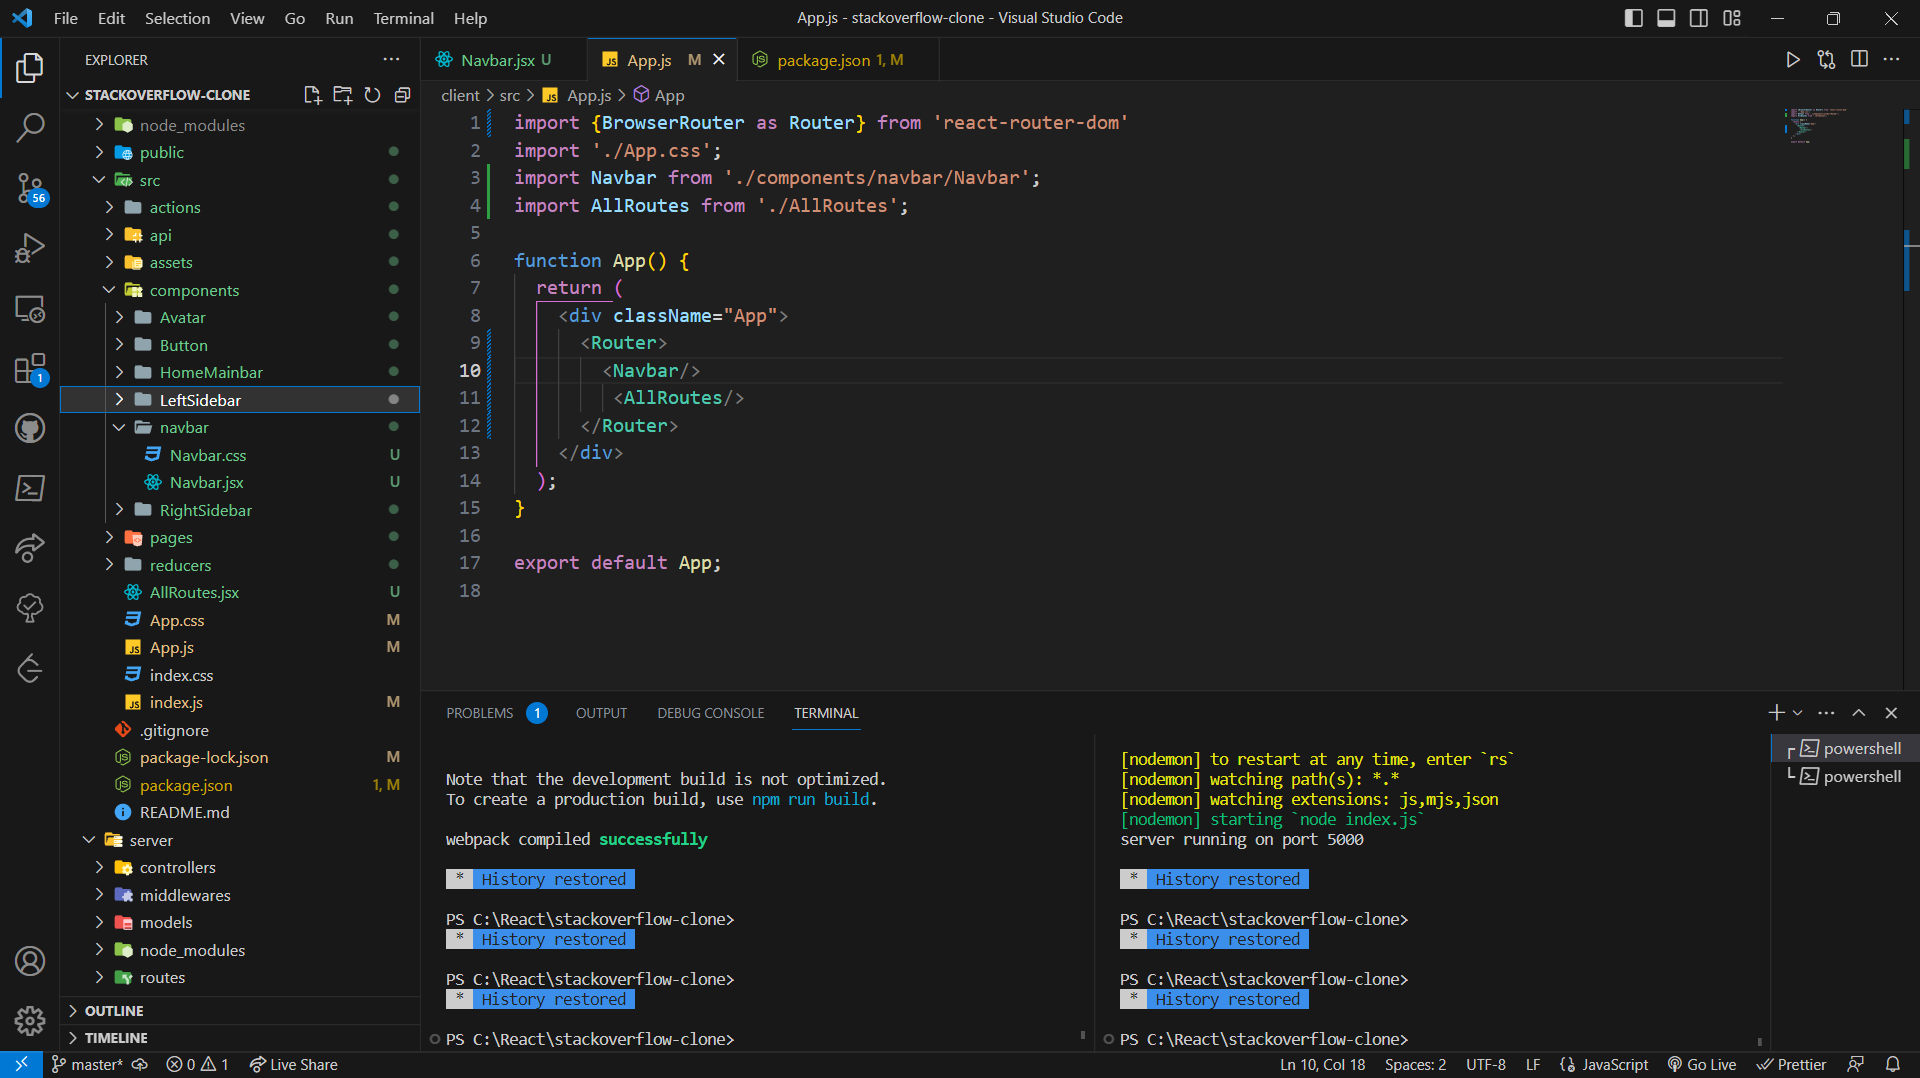 File Edit Selection View Go Run Terminal Help
App.js - stackoverflow-clone - Visual Studio Code
EXPLORER
STACKOVERFLOW-CLONE
node_modules
public
src
actions
api
assets
components
Avatar
Button
HomeMainbar
LeftSidebar
navbar
Navbar.css U
Navbar.jsx U
RightSidebar
pages
reducers
AllRoutes.jsx U
App.css M
App.js M
index.css
index.js M
.gitignore
package-lock.json M
package.json 1, M
README.md
server
controllers
middlewares
models
node_modules
routes
OUTLINE
TIMELINE
56
1
Navbar.jsx U
App.js M
package.json 1, M
client > src > App.js > App
1 import {BrowserRouter as Router} from 'react-router-dom'
2 import './App.css';
3 import Navbar from './components/navbar/Navbar';
4 import AllRoutes from './AllRoutes';
5
6 function App() {
7 return (
8 <div className="App">
9 <Router>
10 <Navbar/>
11 <AllRoutes/>
12 </Router>
13 </div>
14 );
15 }
16
17 export default App;
18
PROBLEMS 1 OUTPUT DEBUG CONSOLE TERMINAL
Note that the development build is not optimized.
To create a production build, use npm run build.
webpack compiled successfully
* History restored
PS C:\React\stackoverflow-clone>
* History restored
PS C:\React\stackoverflow-clone>
* History restored
PS C:\React\stackoverflow-clone>
[nodemon] to restart at any time, enter `rs`
[nodemon] watching path(s): *.*
[nodemon] watching extensions: js,mjs,json
[nodemon] starting `node index.js`
server running on port 5000
* History restored
PS C:\React\stackoverflow-clone>
* History restored
PS C:\React\stackoverflow-clone>
* History restored
PS C:\React\stackoverflow-clone>
powershell
powershell
master* 0 1 Live Share
Ln 10, Col 18 Spaces: 2 UTF-8 LF JavaScript Go Live Prettier